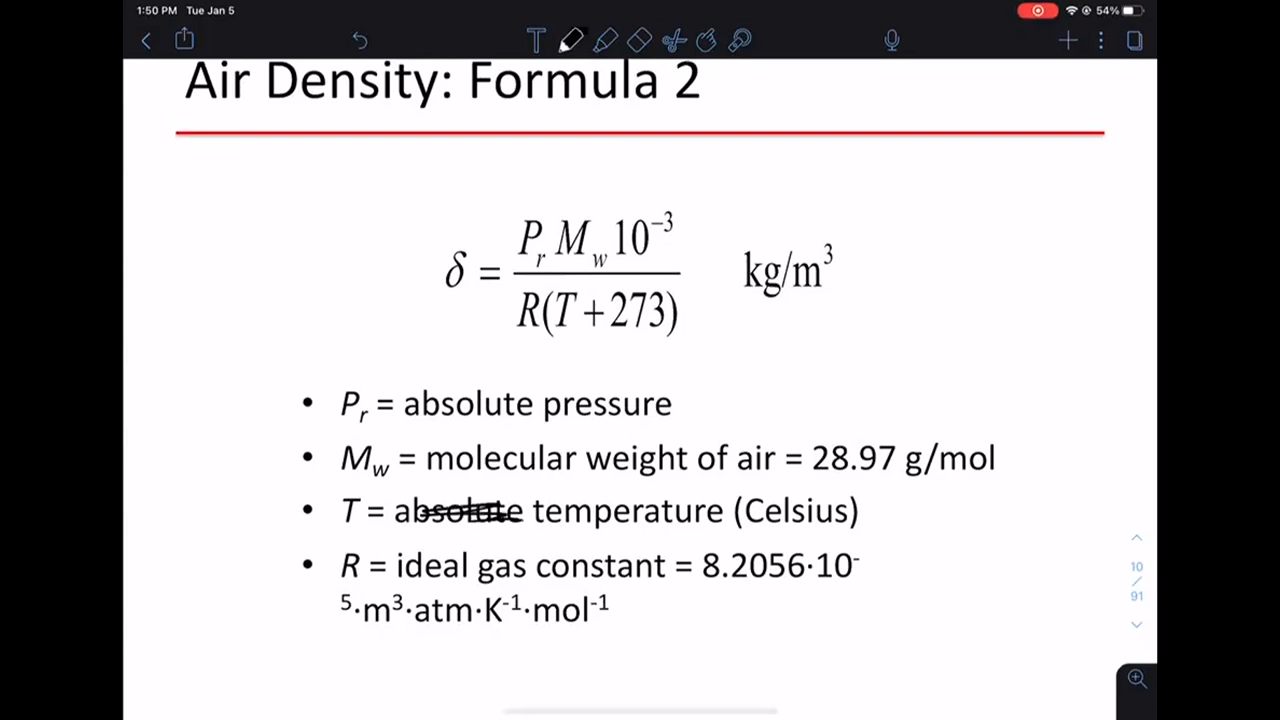 1:50 PM Tue Jan 5 54%
T
Air Density: Formula 2
δ = P_r M_w 10^{-3} / R(T + 273) kg/m³
• P_r = absolute pressure
• M_w = molecular weight of air = 28.97 g/mol
• T = absolute temperature (Celsius)
• R = ideal gas constant = 8.2056·10⁻
⁵·m³·atm·K⁻¹·mol⁻¹
10
/
91